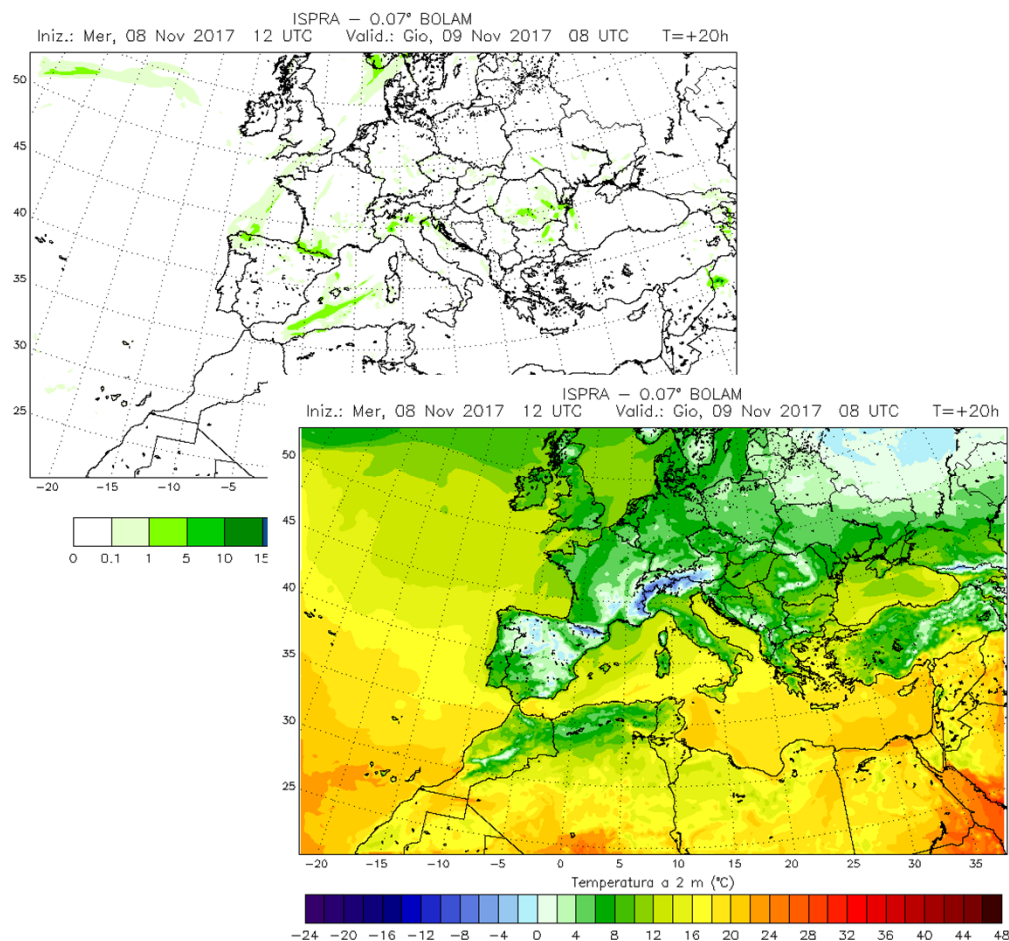 ISPRA – 0.07° BOLAM
Iniz.: Mer, 08 Nov 2017 12 UTC Valid.: Gio, 09 Nov 2017 08 UTC T=+20h
50
45
40
35
30
25
-20 -15 -10 -5
0 0.1 1 5 10 15
ISPRA – 0.07° BOLAM
Iniz.: Mer, 08 Nov 2017 12 UTC Valid.: Gio, 09 Nov 2017 08 UTC T=+20h
50
45
40
35
30
25
-20 -15 -10 -5 0 5 10 15 20 25 30 35
Temperatura a 2 m (°C)
-24 -20 -16 -12 -8 -4 0 4 8 12 16 20 24 28 32 36 40 44 48